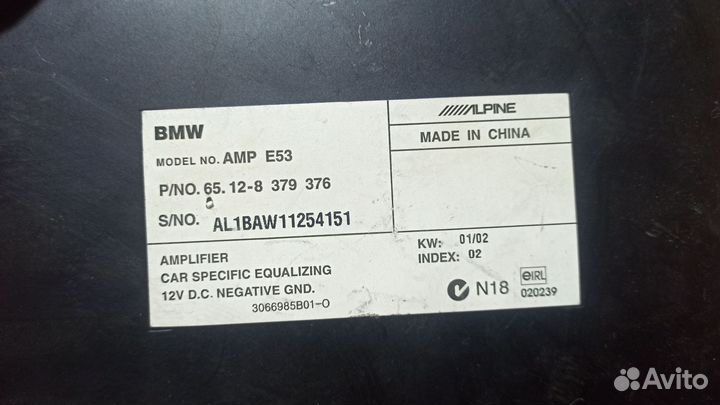 BMW
MODEL NO. AMP E53
P/NO. 65. 12-8 379 376
S/NO. AL1BAW11254151
ALPINE
MADE IN CHINA
AMPLIFIER
CAR SPECIFIC EQUALIZING
12V D.C. NEGATIVE GND.
3066985B01-O
KW: 01/02
INDEX: 02
N18
eIRL
020239
Avito